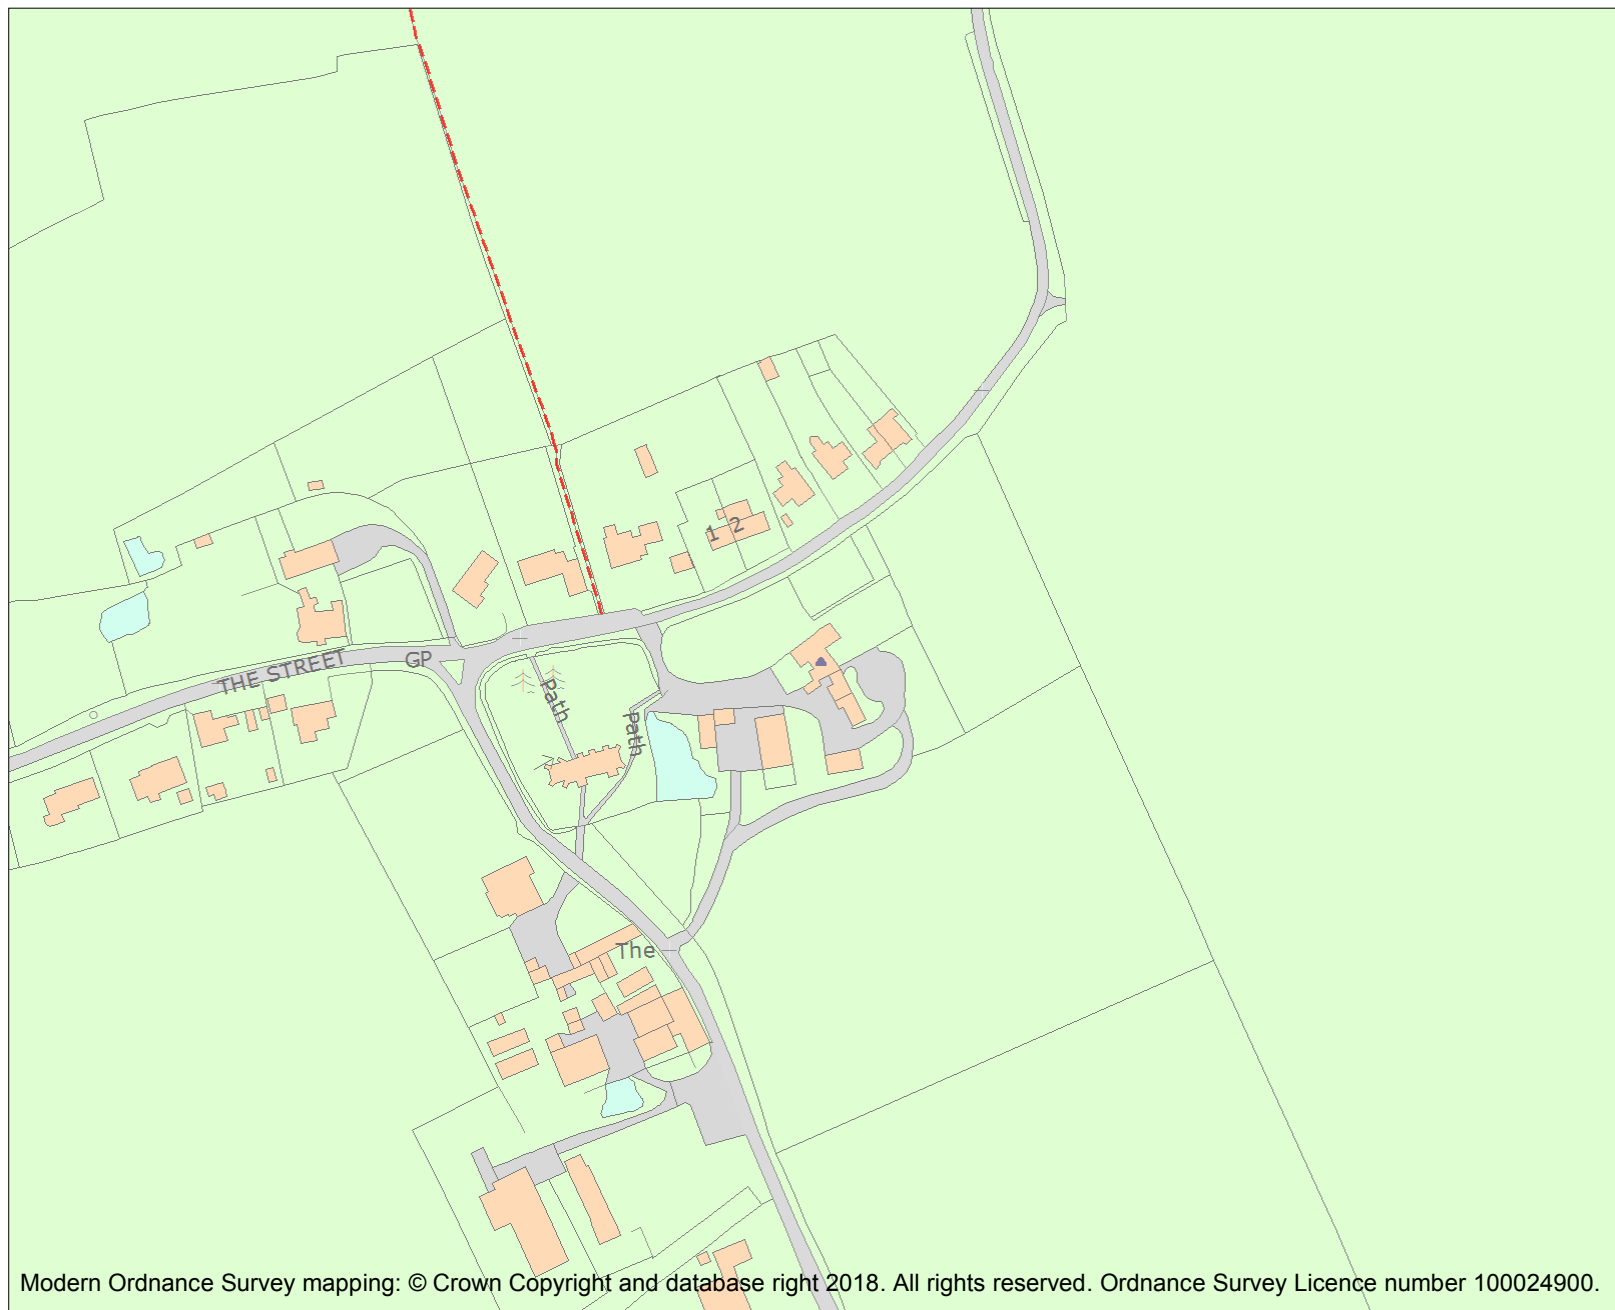 1 2
THE STREET
GP
Path
Path
The
Modern Ordnance Survey mapping: © Crown Copyright and database right 2018. All rights reserved. Ordnance Survey Licence number 100024900.